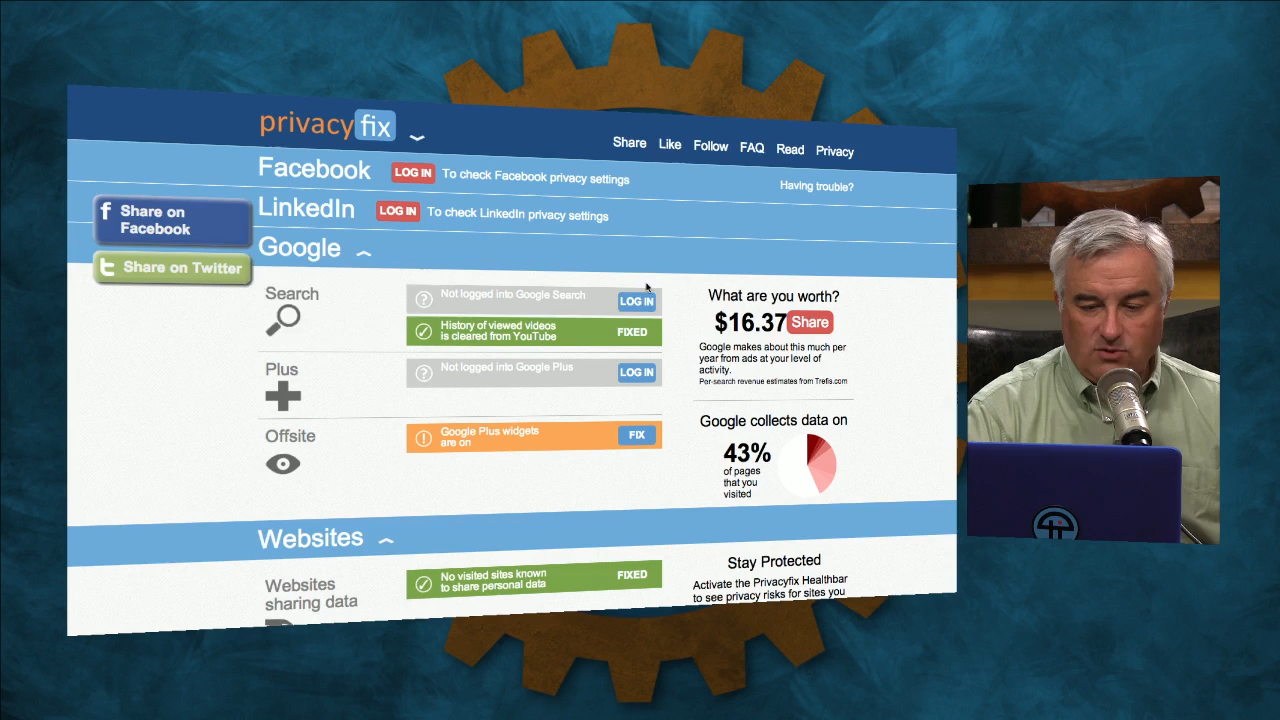 privacyfix
Share Like Follow FAQ Read Privacy
Facebook LOG IN To check Facebook privacy settings
Having trouble?
LinkedIn LOG IN To check LinkedIn privacy settings
f Share on
Facebook
Google
t Share on Twitter
Search
Not logged into Google Search LOG IN
History of viewed videos
is cleared from YouTube
FIXED
Plus
Not logged into Google Plus LOG IN
Offsite
Google Plus widgets
are on
FIX
What are you worth?
$16.37 Share
Google makes about this much per
year from ads at your level of
activity.
Per-search revenue estimates from Trefis.com
Google collects data on
43%
of pages
that you
visited
Websites
Websites
sharing data
No visited sites known
to share personal data
FIXED
Stay Protected
Activate the Privacyfix Healthbar
to see privacy risks for sites you